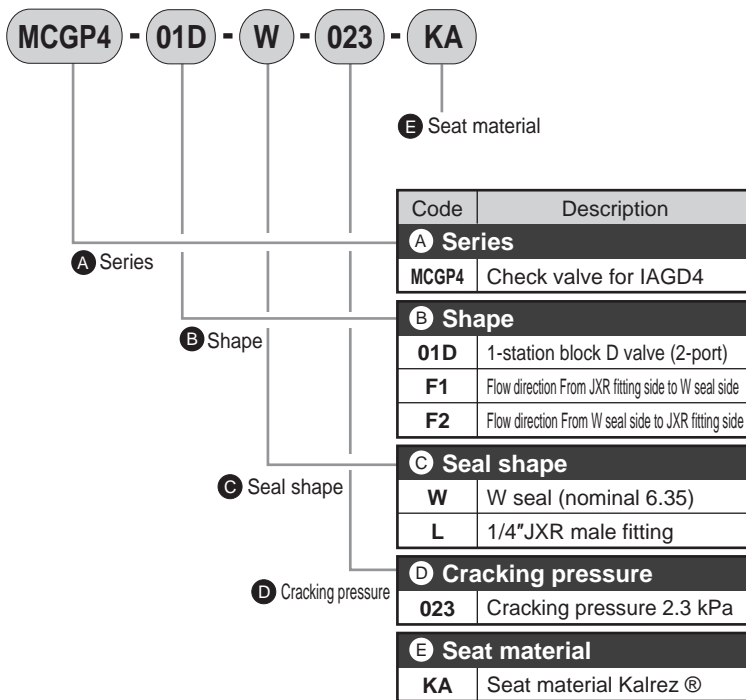 MCGP4 - 01D - W - 023 - KA
E Seat material
A Series
B Shape
C Seal shape
D Cracking pressure
Code Description
A Series
MCGP4 Check valve for IAGD4
B Shape
01D 1-station block D valve (2-port)
F1 Flow direction From JXR fitting side to W seal side
F2 Flow direction From W seal side to JXR fitting side
C Seal shape
W W seal (nominal 6.35)
L 1/4″JXR male fitting
D Cracking pressure
023 Cracking pressure 2.3 kPa
E Seat material
KA Seat material Kalrez ®